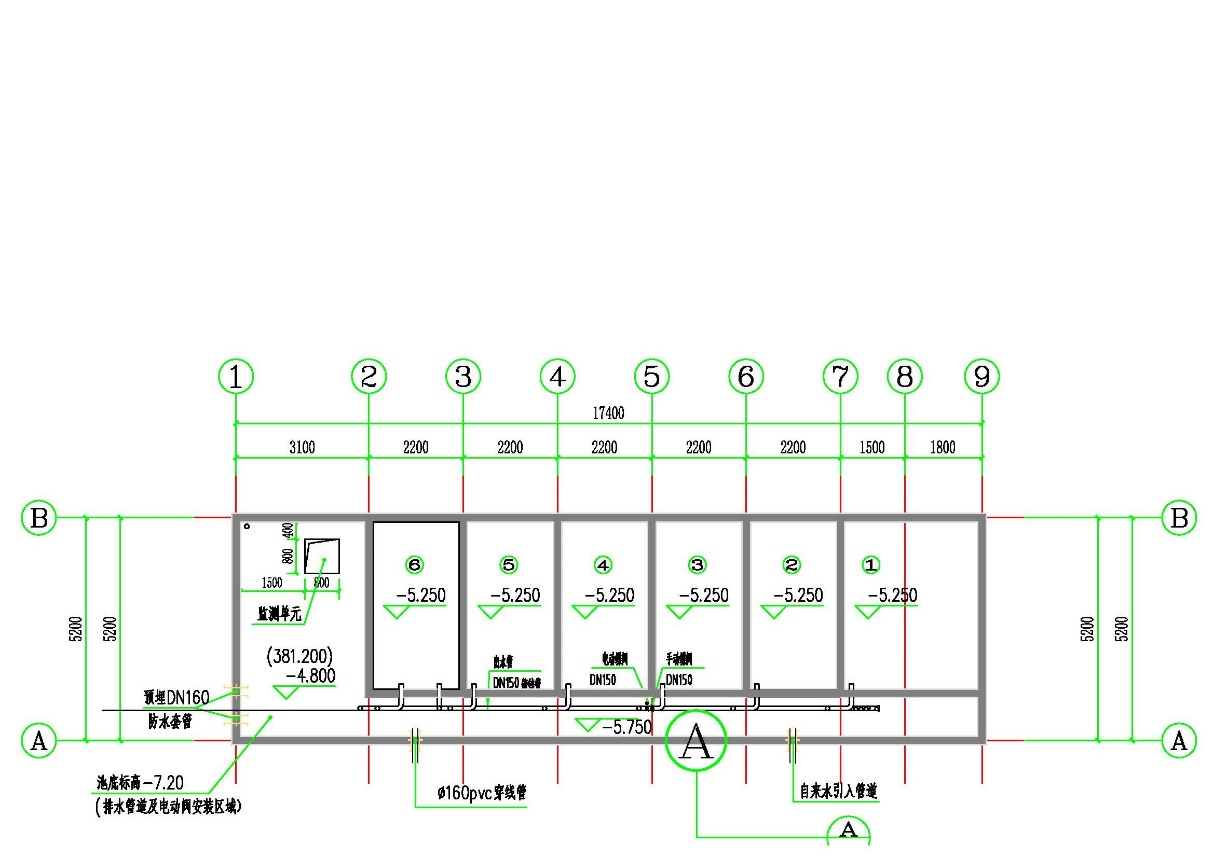 1 2 3 4 5 6 7 8 9
17400
3100 2200 2200 2200 2200 2200 1500 1800
B B
400
800
1500 800
监测单元
⑥ ⑤ ④ ③ ② ①
-5.250 -5.250 -5.250 -5.250 -5.250 -5.250
5200 5200 5200 5200
(381.200)
-4.800
出水管
DN150
电动蝶阀
DN150
手动蝶阀
DN150
预埋DN160
防水套管
-5.750
A A A
池底标高-7.20
(排水管道及电动阀安装区域)
ø160pvc穿线管
自来水引入管道
A